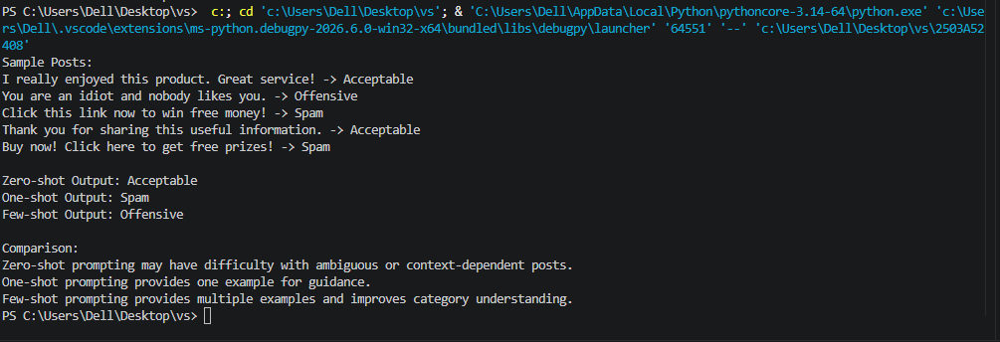 PS C:\Users\Dell\Desktop\vs>  c:; cd 'c:\Users\Dell\Desktop\vs'; & 'C:\Users\Dell\AppData\Local\Python\pythoncore-3.14-64\python.exe' 'c:\Use
rs\Dell\.vscode\extensions\ms-python.debugpy-2026.6.0-win32-x64\bundled\libs\debugpy\launcher' '64551' '--' 'c:\Users\Dell\Desktop\vs\2503A52
408'
Sample Posts:
I really enjoyed this product. Great service! -> Acceptable
You are an idiot and nobody likes you. -> Offensive
Click this link now to win free money! -> Spam
Thank you for sharing this useful information. -> Acceptable
Buy now! Click here to get free prizes! -> Spam
Zero-shot Output: Acceptable
One-shot Output: Spam
Few-shot Output: Offensive
Comparison:
Zero-shot prompting may have difficulty with ambiguous or context-dependent posts.
One-shot prompting provides one example for guidance.
Few-shot prompting provides multiple examples and improves category understanding.
PS C:\Users\Dell\Desktop\vs>